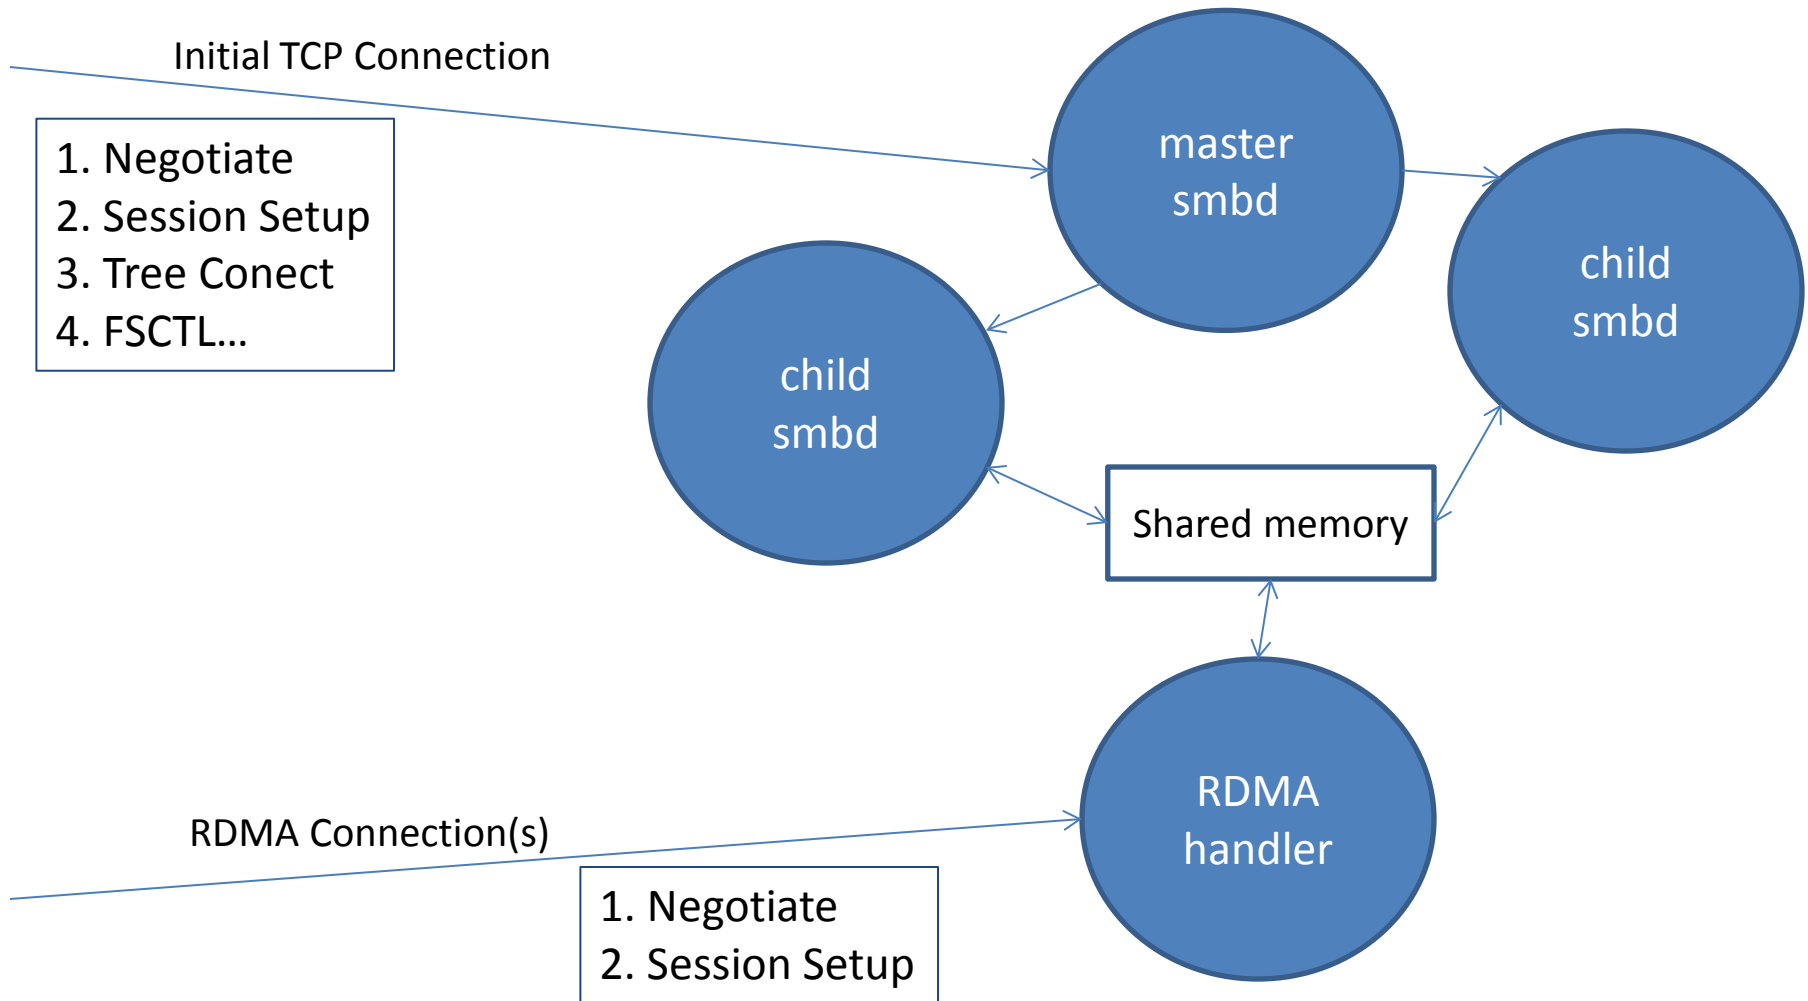 Initial TCP Connection
1. Negotiate
2. Session Setup
3. Tree Conect
4. FSCTL...
master
smbd
child
smbd
child
smbd
Shared memory
RDMA
handler
RDMA Connection(s)
1. Negotiate
2. Session Setup